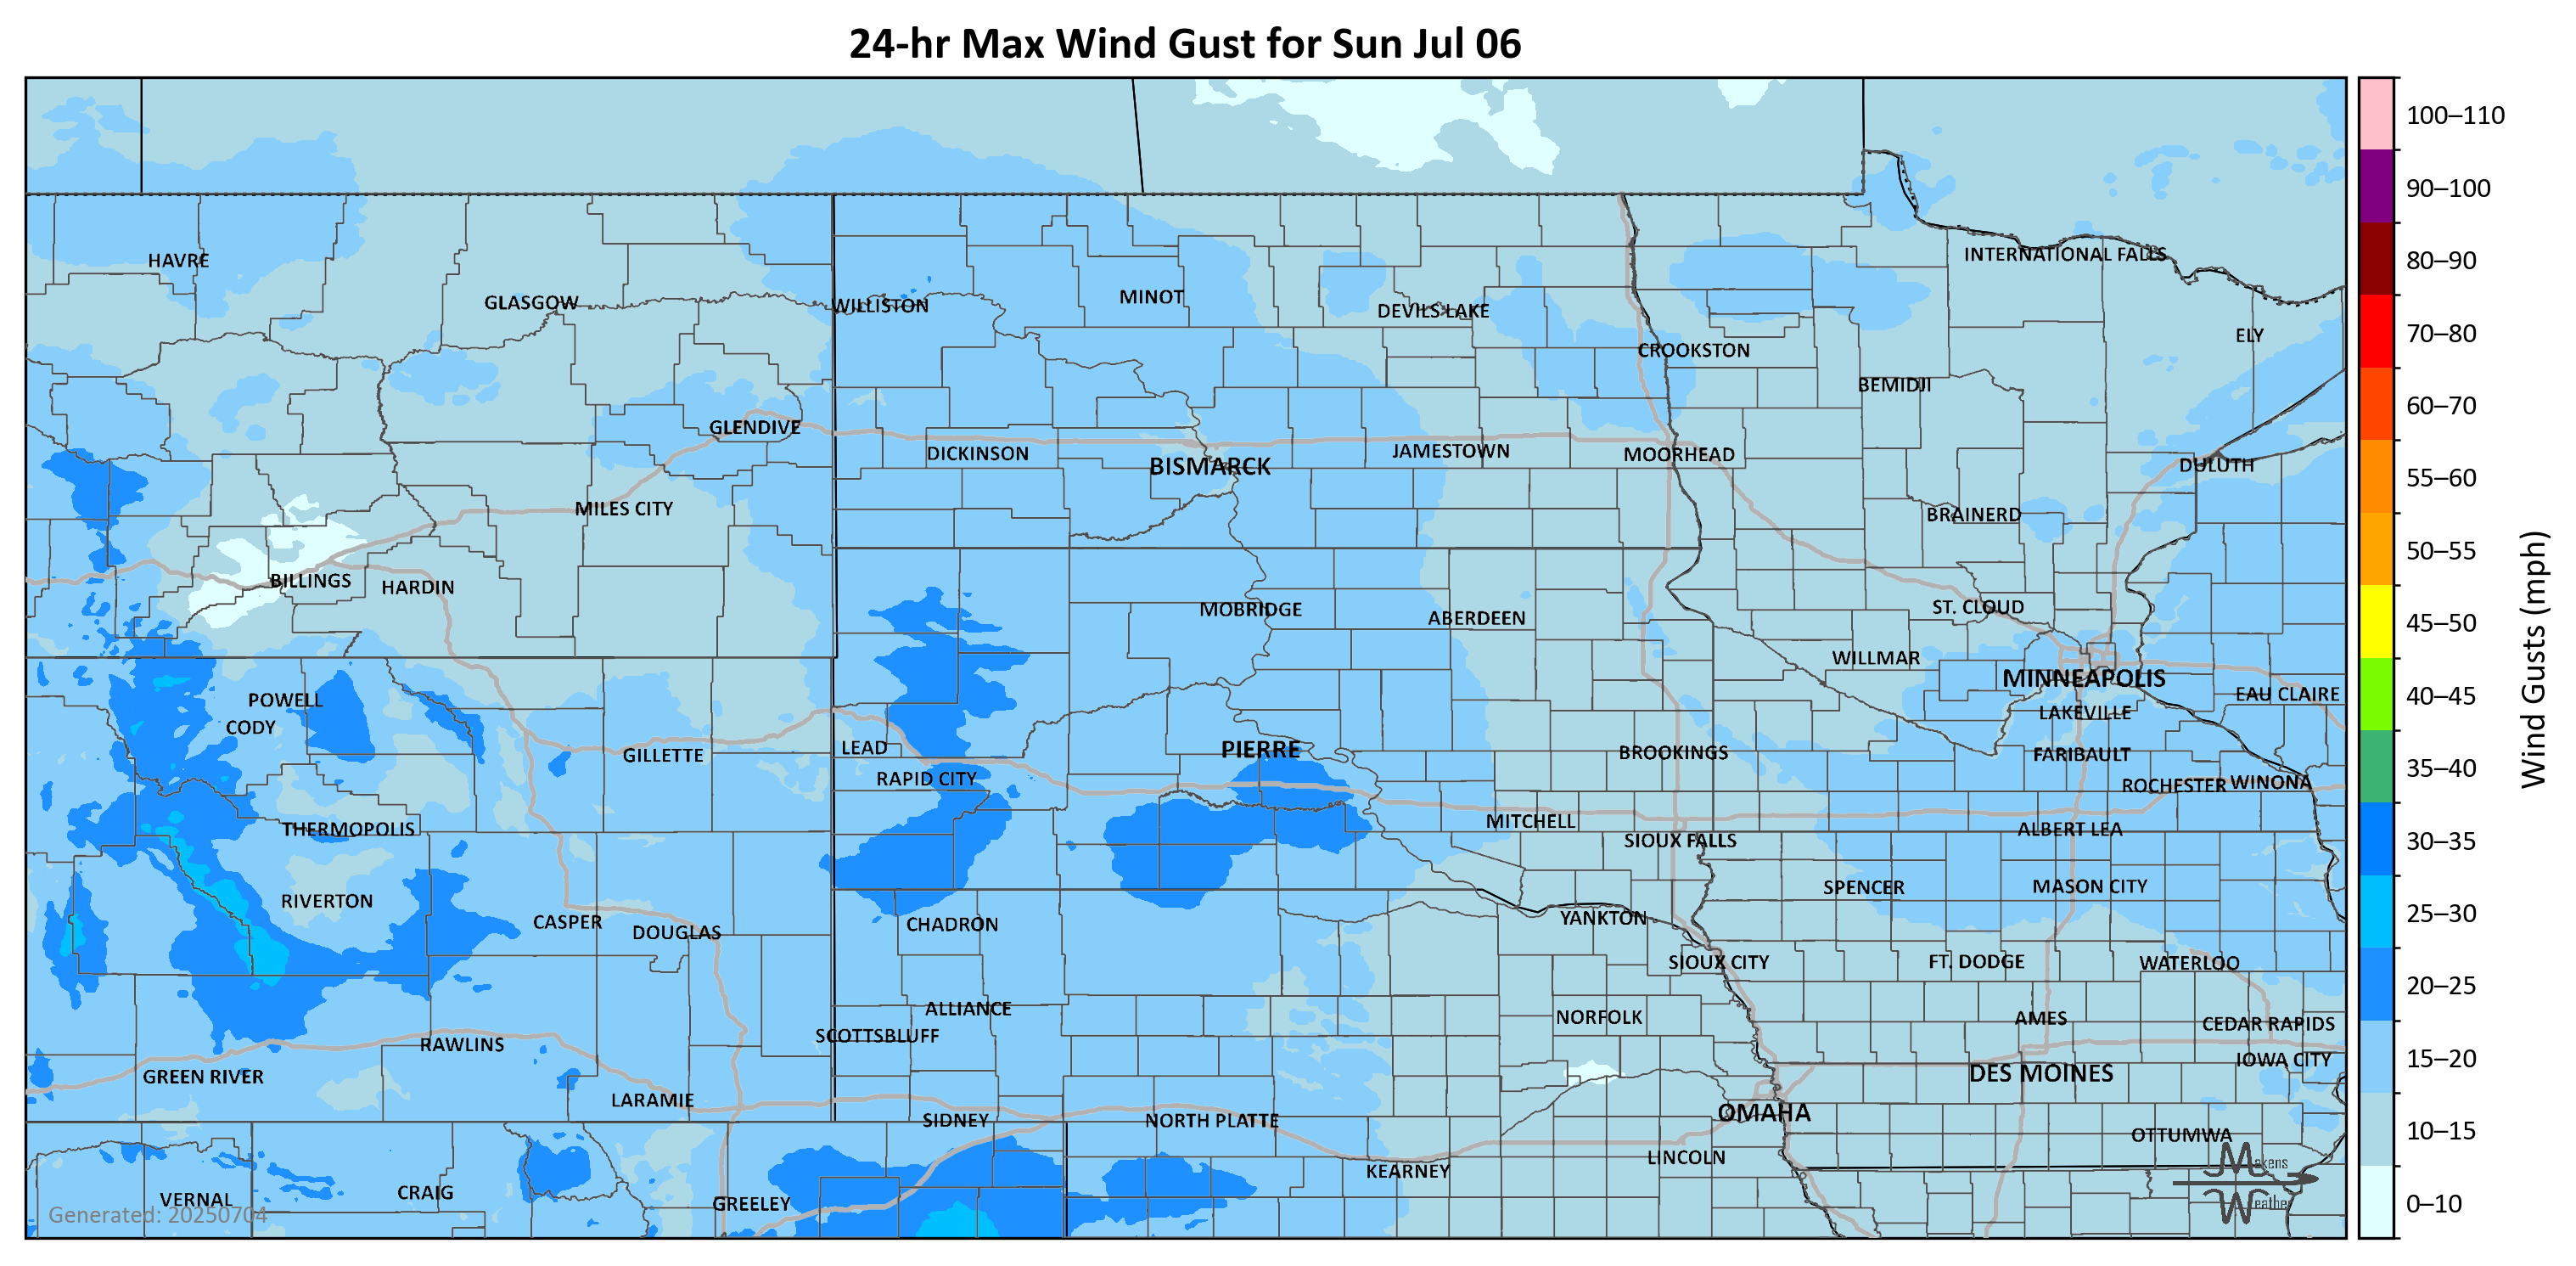 24-hr Max Wind Gust for Sun Jul 06
100–110
90–100
80–90
70–80
60–70
55–60
50–55
45–50
40–45
35–40
30–35
25–30
20–25
15–20
10–15
0–10
Wind Gusts (mph)
HAVRE
INTERNATIONAL FALLS
GLASGOW
WILLISTON
MINOT
DEVILS LAKE
ELY
CROOKSTON
BEMIDJI
GLENDIVE
DICKINSON
BISMARCK
JAMESTOWN
MOORHEAD
DULUTH
MILES CITY
BRAINERD
BILLINGS
HARDIN
MOBRIDGE
ABERDEEN
ST. CLOUD
WILLMAR
MINNEAPOLIS
EAU CLAIRE
POWELL
CODY
LAKEVILLE
GILLETTE
LEAD
PIERRE
BROOKINGS
FARIBAULT
RAPID CITY
ROCHESTER
WINONA
THERMOPOLIS
MITCHELL
SIOUX FALLS
ALBERT LEA
RIVERTON
SPENCER
MASON CITY
CASPER
DOUGLAS
CHADRON
YANKTON
SIOUX CITY
FT. DODGE
WATERLOO
ALLIANCE
NORFOLK
AMES
CEDAR RAPIDS
SCOTTSBLUFF
RAWLINS
IOWA CITY
GREEN RIVER
DES MOINES
LARAMIE
OMAHA
SIDNEY
NORTH PLATTE
OTTUMWA
LINCOLN
KEARNEY
VERNAL
CRAIG
GREELEY
Makens
Weather
Generated: 20250704